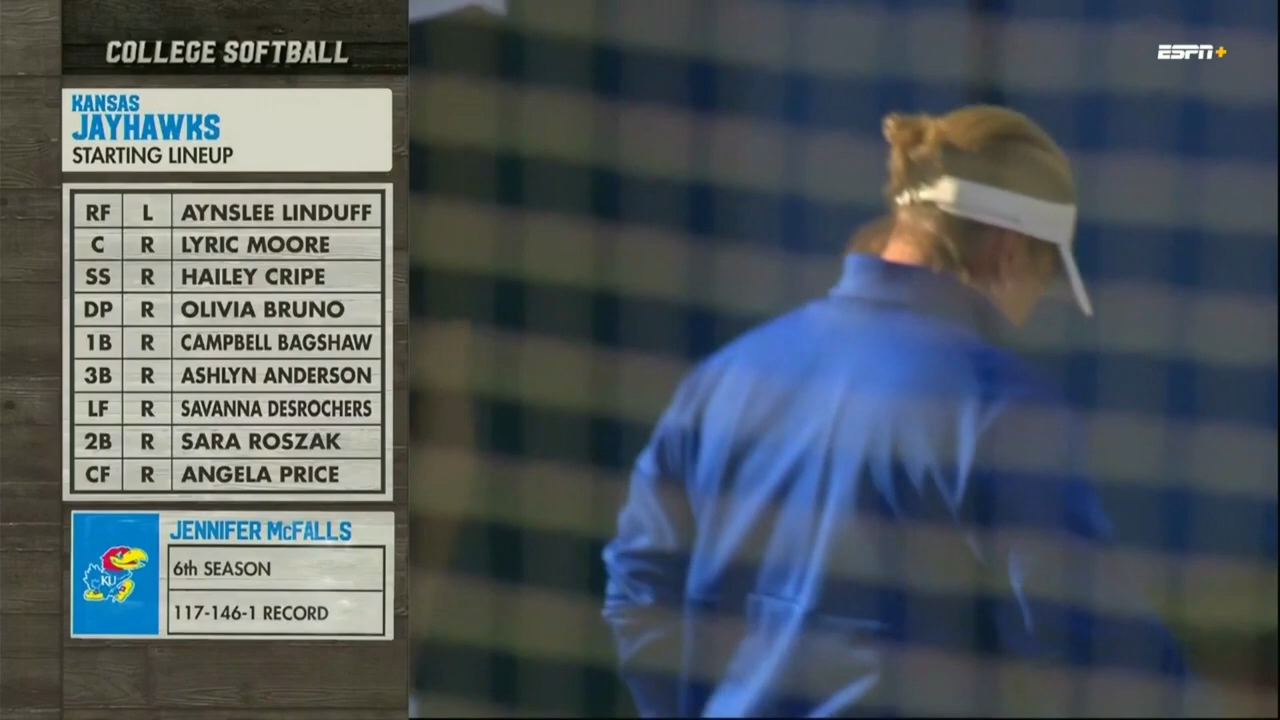 COLLEGE SOFTBALL
ESPN+
KANSAS
JAYHAWKS
STARTING LINEUP
RF L AYNSLEE LINDUFF
C R LYRIC MOORE
SS R HAILEY CRIPE
DP R OLIVIA BRUNO
1B R CAMPBELL BAGSHAW
3B R ASHLYN ANDERSON
LF R SAVANNA DESROCHERS
2B R SARA ROSZAK
CF R ANGELA PRICE
JENNIFER McFALLS
6th SEASON
117-146-1 RECORD
KU